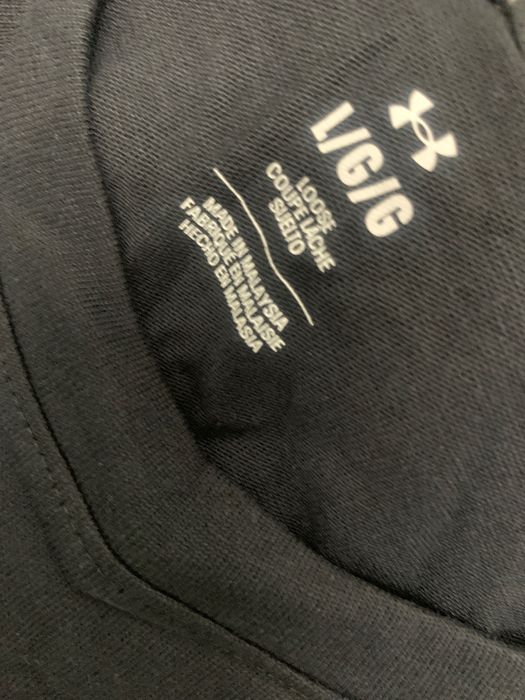 L/G/G
LOOSE
COUPE LÂCHE
SUELTO
MADE IN MALAYSIA
FABRIQUÉ EN MALAISIE
HECHO EN MALASIA